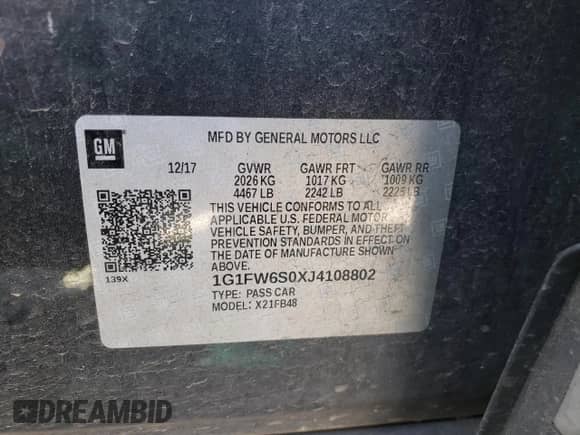 GM
MFD BY GENERAL MOTORS LLC
12/17 GVWR GAWR FRT GAWR RR
2026 KG 1017 KG 1009 KG
4467 LB 2242 LB 2225 LB
THIS VEHICLE CONFORMS TO ALL
APPLICABLE U.S. FEDERAL MOTOR
VEHICLE SAFETY, BUMPER, AND THEFT
PREVENTION STANDARDS IN EFFECT ON
THE DATE OF MANUFACTURE SHOWN
ABOVE.
139X
1G1FW6S0XJ4108802
TYPE: PASS CAR
MODEL: X21FB48
DREAMBID